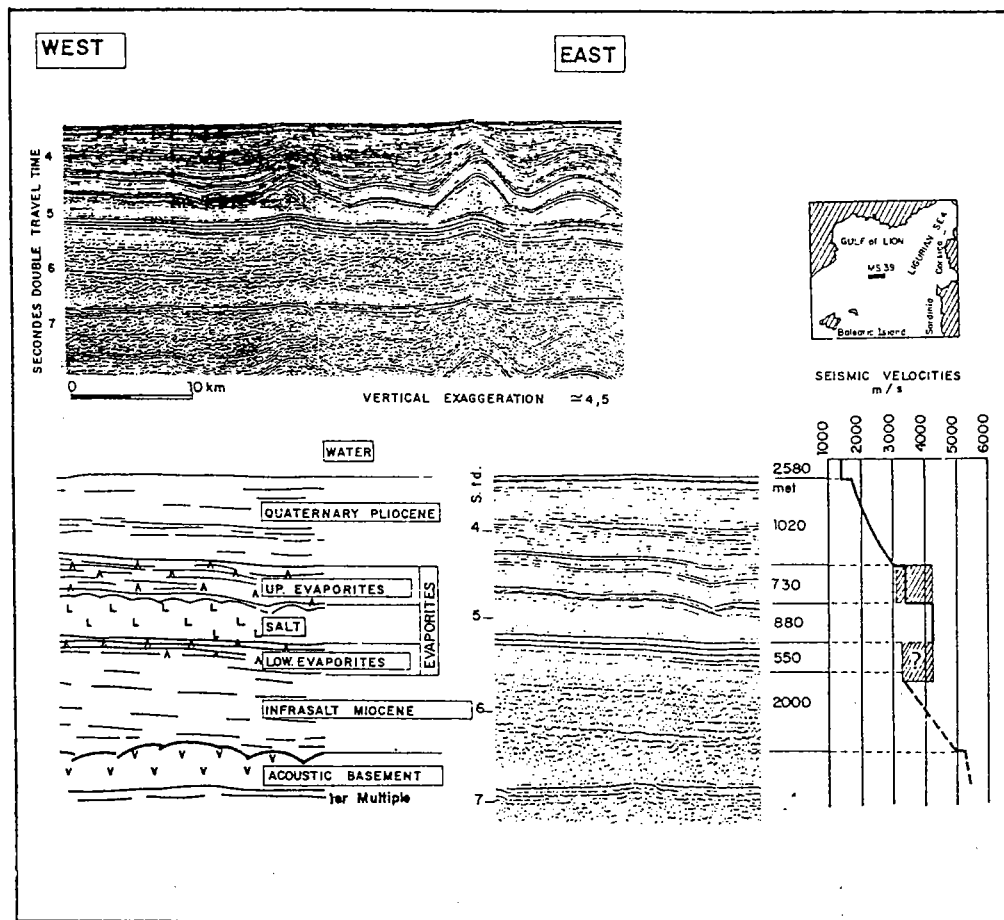 WEST
EAST
SECONDES DOUBLE TRAVEL TIME
4
5
6
7
0 10 km
VERTICAL EXAGGERATION ≃4,5
GULF of LION
LIGURIAN SEA
Corsica
MS 39
Sardinia
Balearic Island
SEISMIC VELOCITIES
m/s
1000 2000 3000 4000 5000 6000
WATER
QUATERNARY PLIOCENE
UP. EVAPORITES
SALT
LOW. EVAPORITES
EVAPORITES
INFRASALT MIOCENE
ACOUSTIC BASEMENT
1er Multiple
S. t.d.
4
5
6
7
2580
met
1020
730
880
550
2000
?